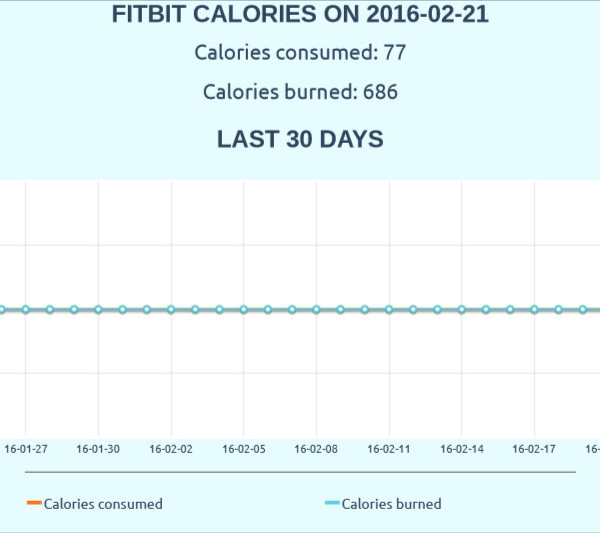 FITBIT CALORIES ON 2016-02-21
Calories consumed: 77
Calories burned: 686
LAST 30 DAYS
16-01-27 16-01-30 16-02-02 16-02-05 16-02-08 16-02-11 16-02-14 16-02-17 16-
Calories consumed Calories burned